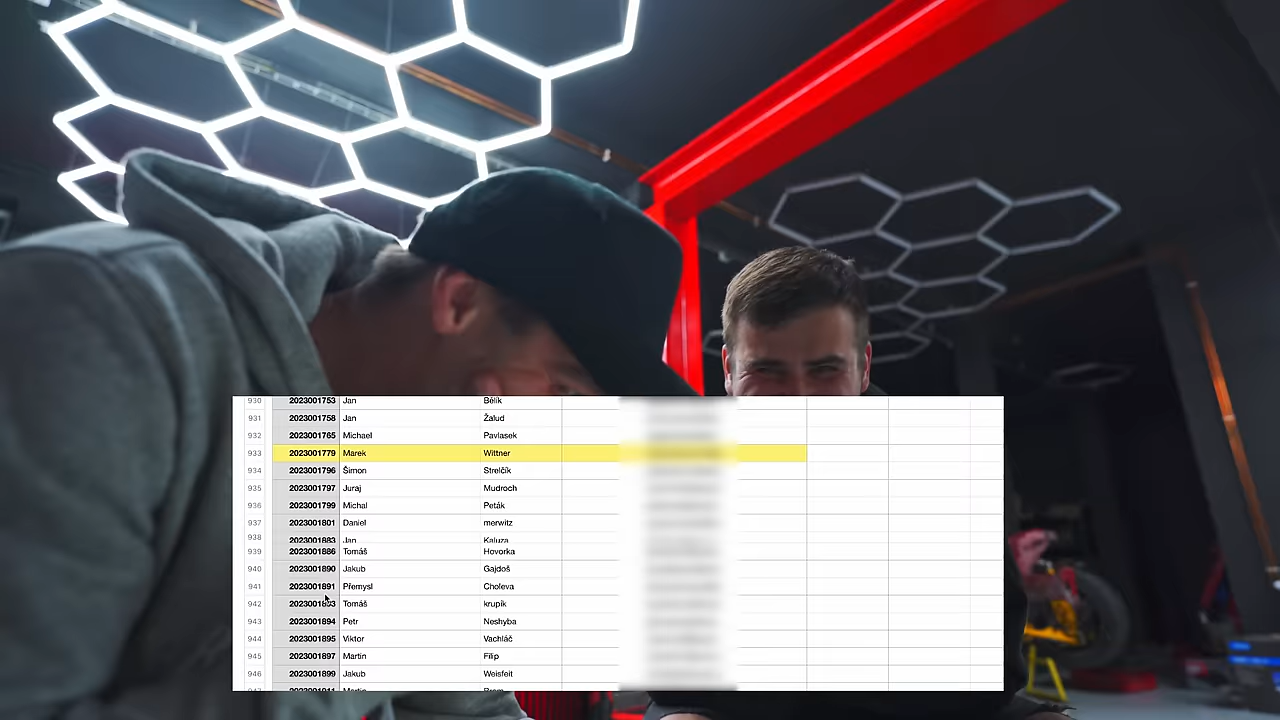 930 2023001753 Jan Bělík
931 2023001758 Jan Žalud
932 2023001765 Michael Pavlasek
933 2023001779 Marek Wittner
934 2023001796 Šimon Strelčík
935 2023001797 Juraj Mudroch
936 2023001799 Michal Peták
937 2023001801 Daniel merwitz
938 2023001883 Jan Kaluza
939 2023001886 Tomáš Hovorka
940 2023001890 Jakub Gajdoš
941 2023001891 Přemysl Choleva
942 Tomáš krupík
943 2023001894 Petr Neshyba
944 2023001895 Viktor Vachláč
945 2023001897 Martin Filip
946 2023001899 Jakub Weisfeit